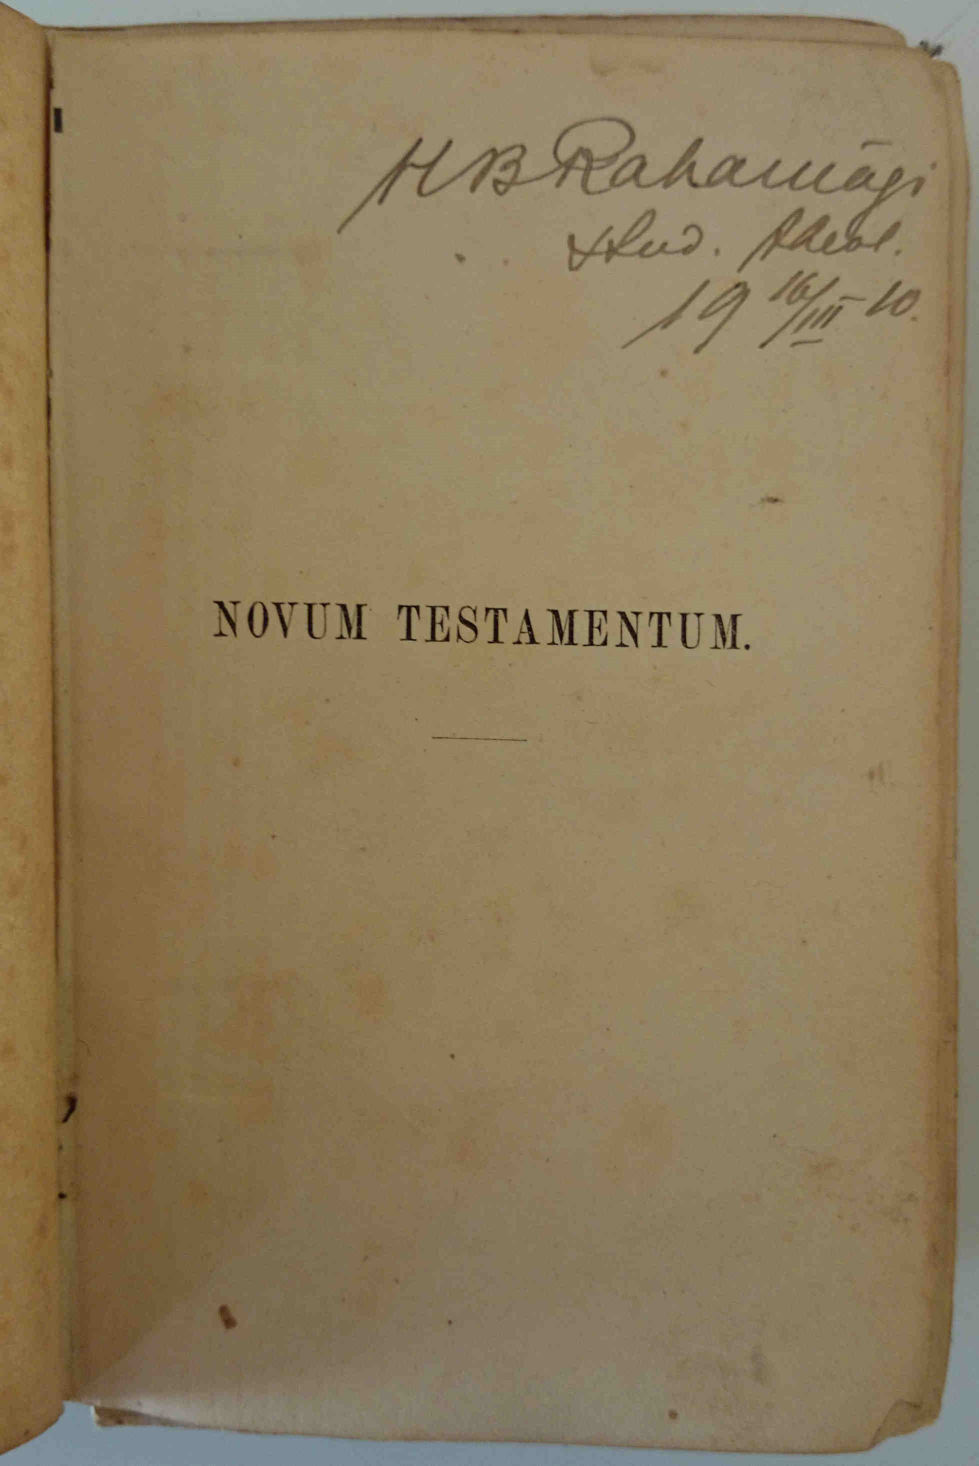 H B Rahamägi
stud. theol.
19 16/III 10.
NOVUM TESTAMENTUM.